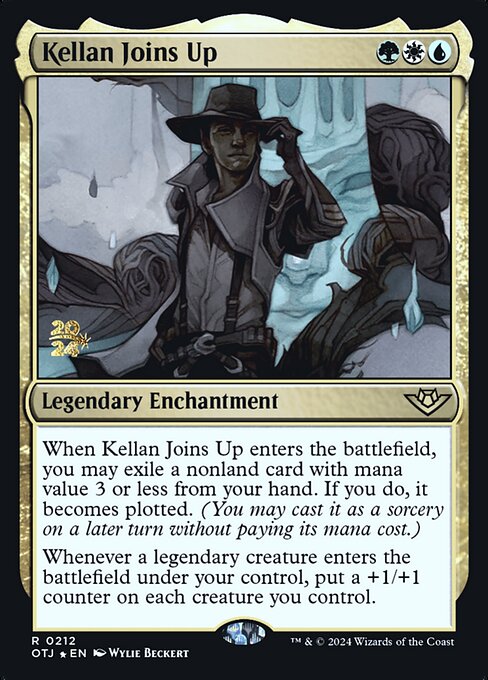 Kellan Joins Up
2024
Legendary Enchantment
When Kellan Joins Up enters the battlefield,
you may exile a nonland card with mana
value 3 or less from your hand. If you do, it
becomes plotted. (You may cast it as a sorcery
on a later turn without paying its mana cost.)
Whenever a legendary creature enters the
battlefield under your control, put a +1/+1
counter on each creature you control.
R 0212
OTJ ★ EN Wylie Beckert
™ & © 2024 Wizards of the Coast